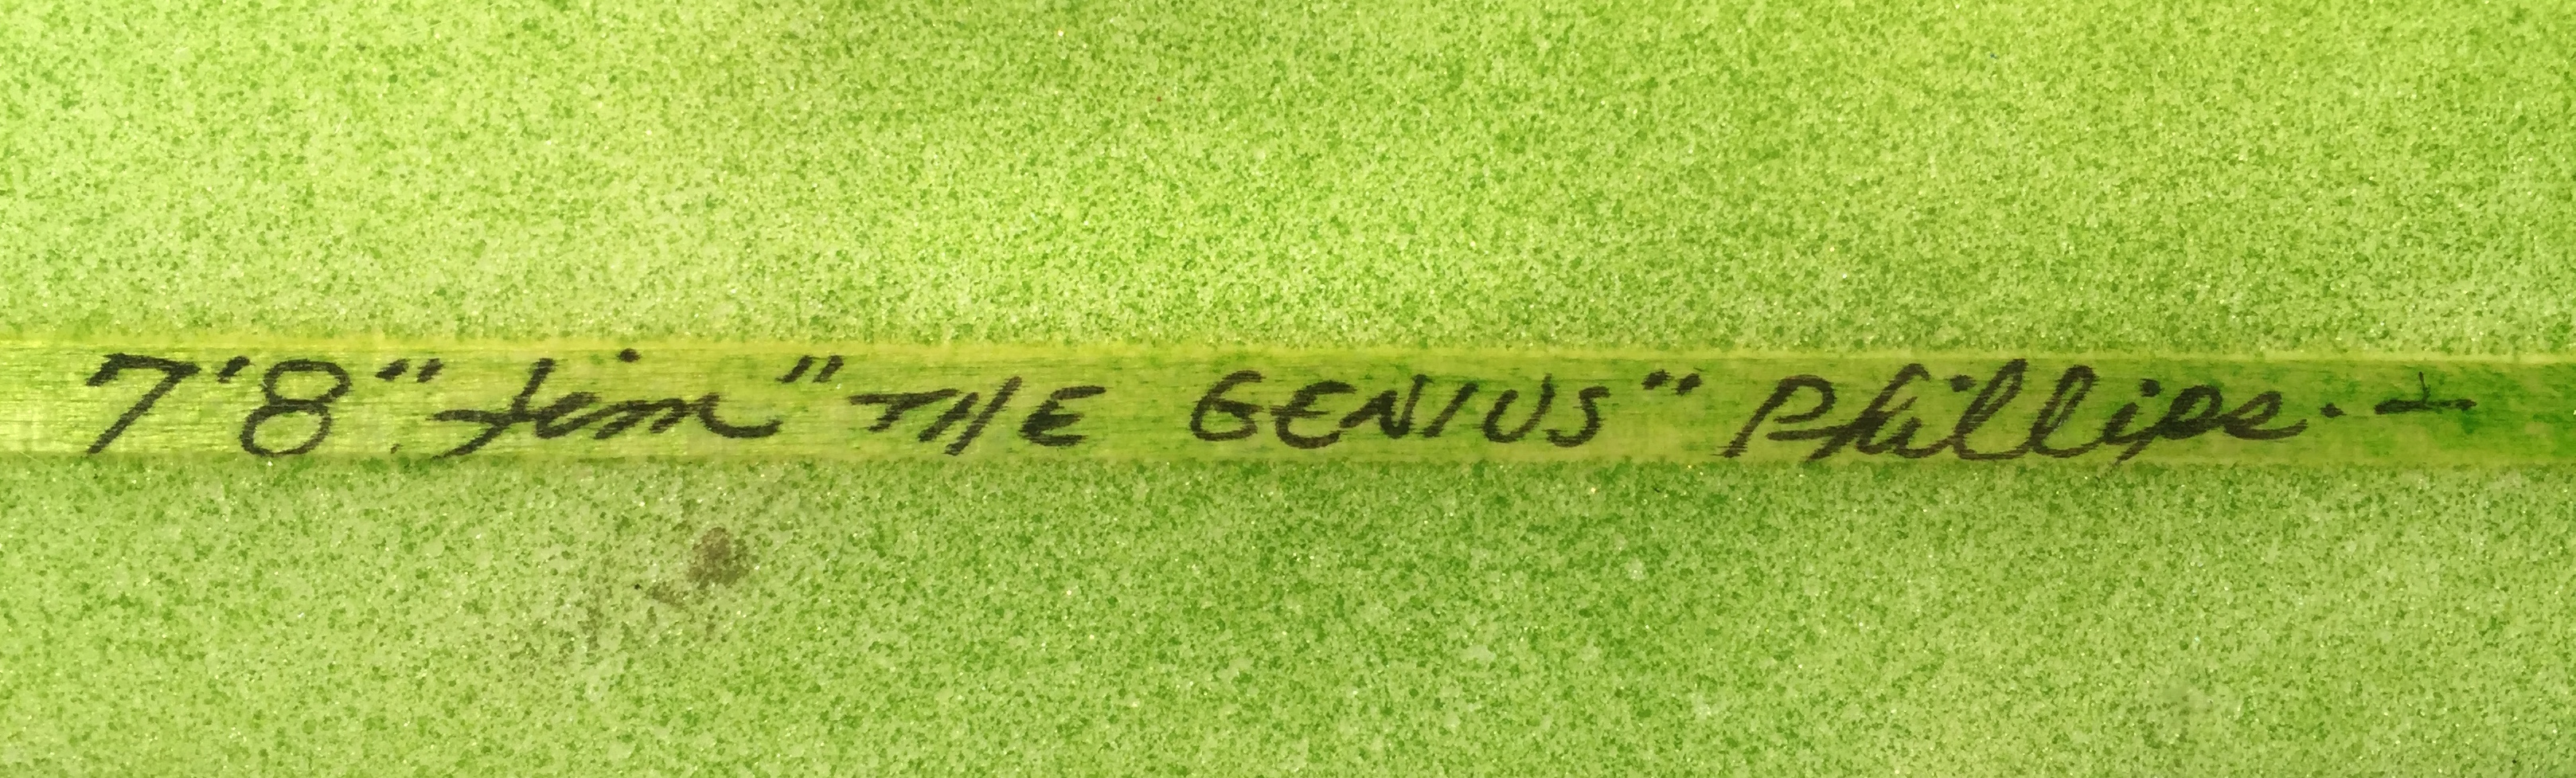 7'8" Jim "THE GENIUS" Phillips.